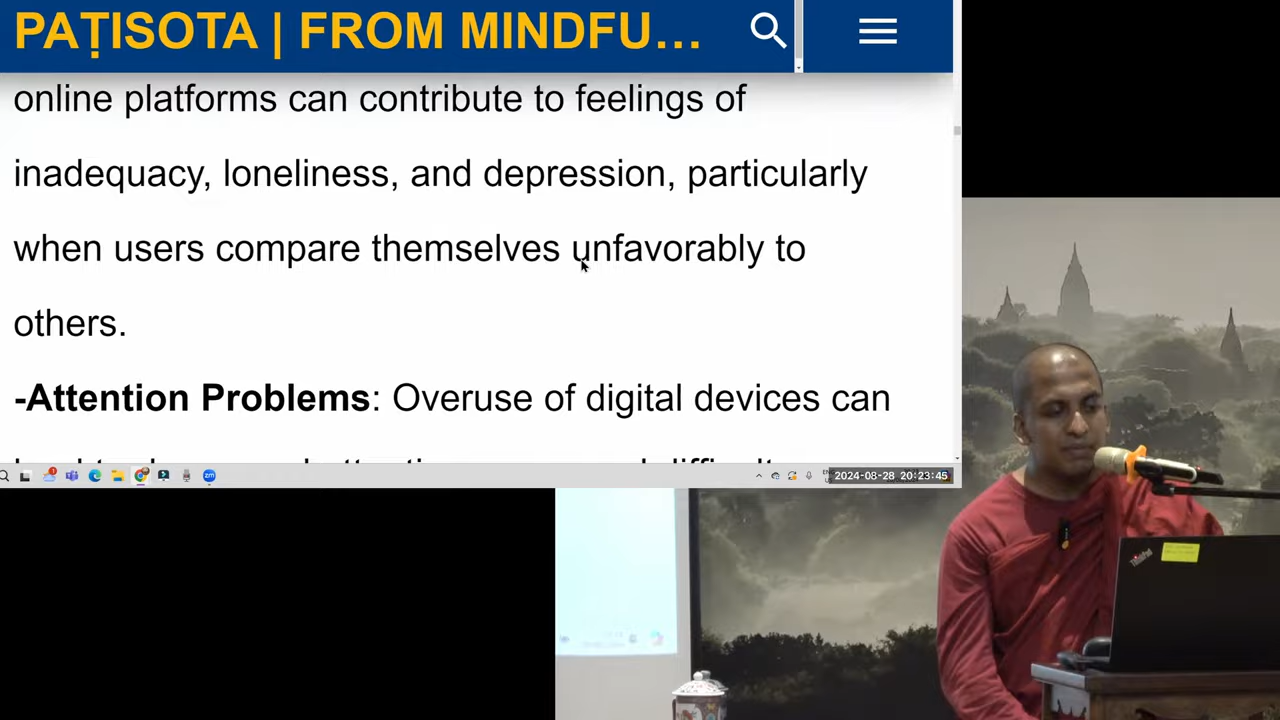 PAṬISOTA | FROM MINDFU...
online platforms can contribute to feelings of
inadequacy, loneliness, and depression, particularly
when users compare themselves unfavorably to
others.
-Attention Problems: Overuse of digital devices can
2024-08-28 20:23:45
ThinkPad